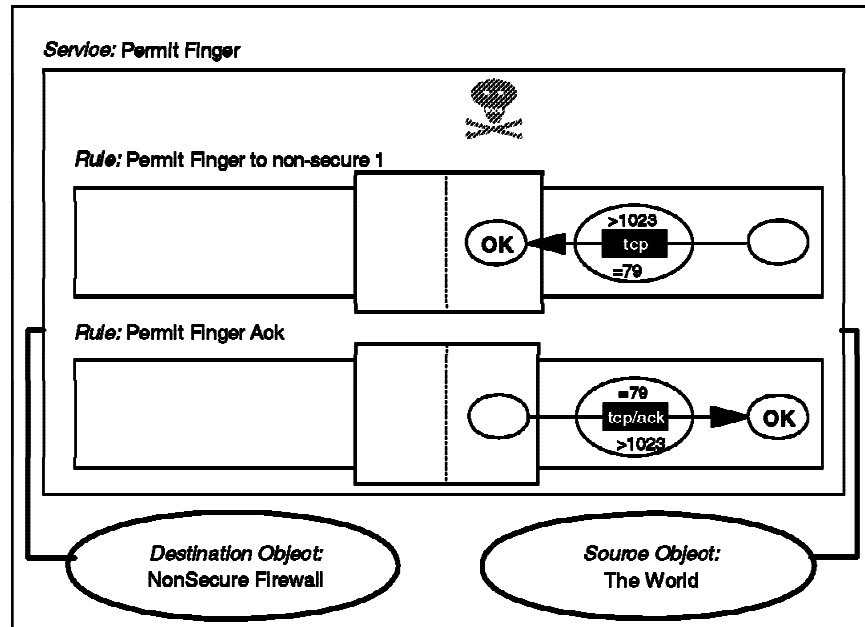 Service: Permit Finger
Rule: Permit Finger to non-secure 1
>1023
OK
tcp
=79
Rule: Permit Finger Ack
=79
tcp/ack
OK
>1023
Destination Object:
NonSecure Firewall
Source Object:
The World